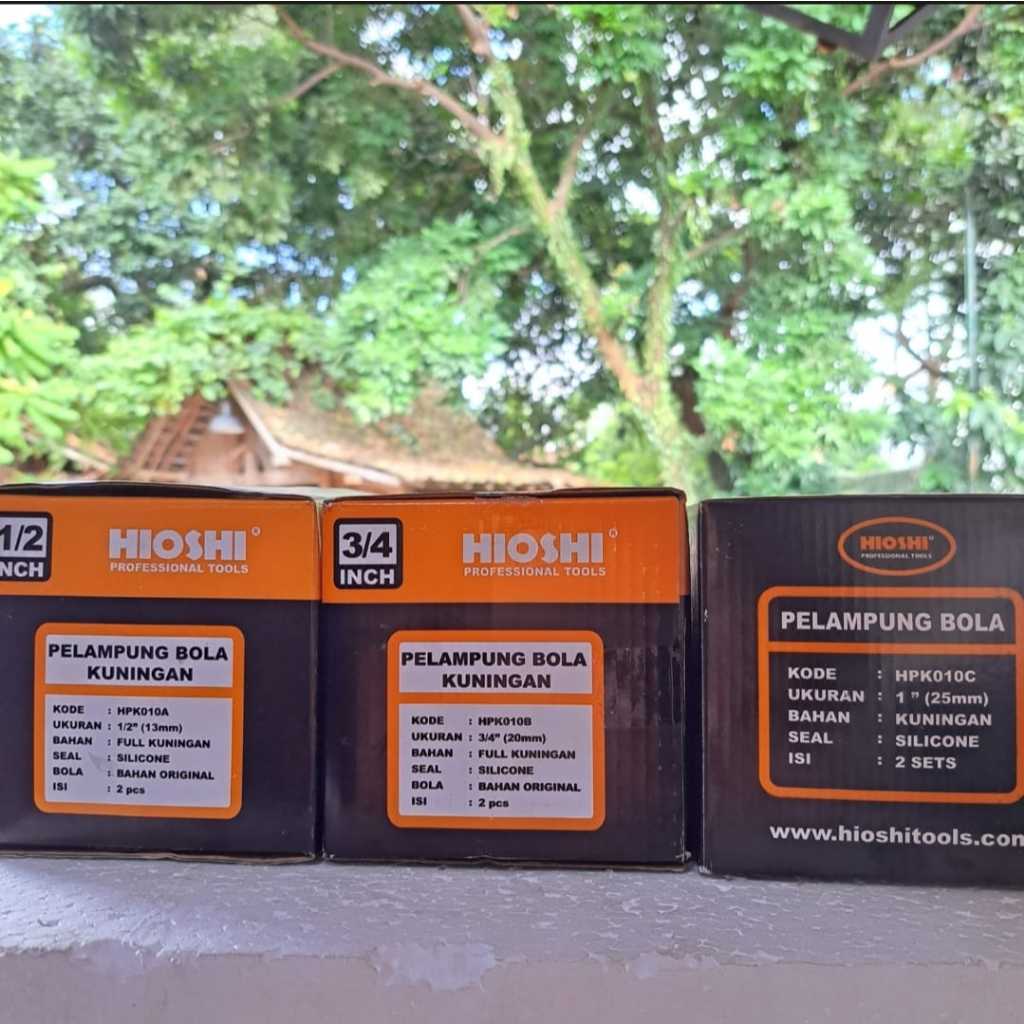 1/2
NCH
HIOSHI®
PROFESSIONAL TOOLS
PELAMPUNG BOLA
KUNINGAN
KODE : HPK010A
UKURAN : 1/2" (13mm)
BAHAN : FULL KUNINGAN
SEAL : SILICONE
BOLA : BAHAN ORIGINAL
ISI : 2 pcs
3/4
INCH
HIOSHI®
PROFESSIONAL TOOLS
PELAMPUNG BOLA
KUNINGAN
KODE : HPK010B
UKURAN : 3/4" (20mm)
BAHAN : FULL KUNINGAN
SEAL : SILICONE
BOLA : BAHAN ORIGINAL
ISI : 2 pcs
HIOSHI®
PROFESSIONAL TOOLS
PELAMPUNG BOLA
KODE : HPK010C
UKURAN : 1 " (25mm)
BAHAN : KUNINGAN
SEAL : SILICONE
ISI : 2 SETS
www.hioshitools.com